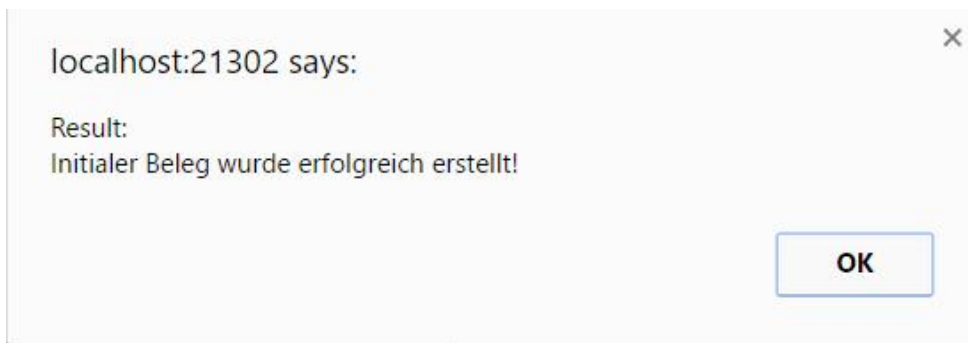 localhost:21302 says:
Result:
Initialer Beleg wurde erfolgreich erstellt!
OK